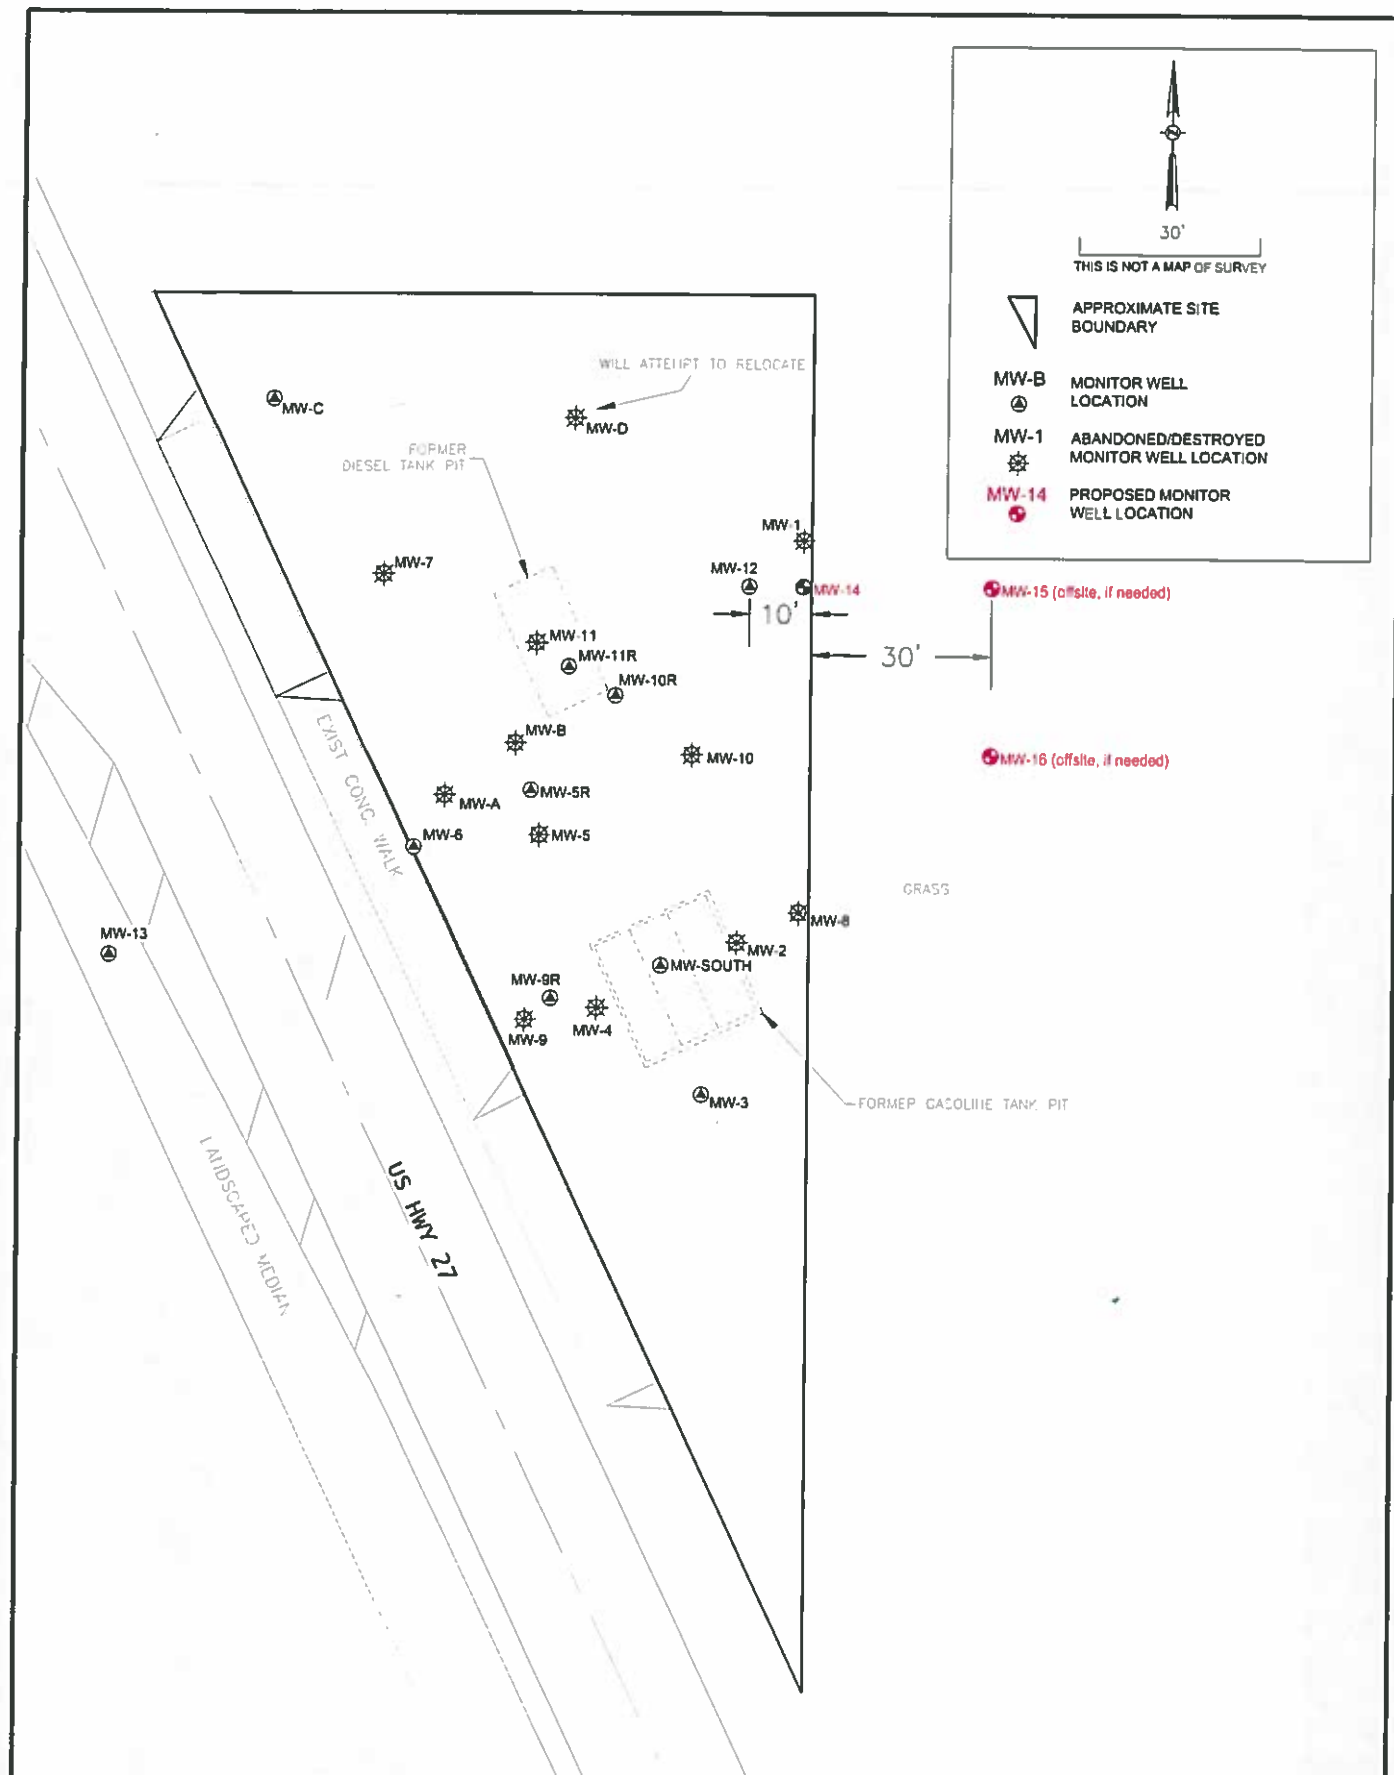 N
30'
THIS IS NOT A MAP OF SURVEY
APPROXIMATE SITE
BOUNDARY
MW-B
MONITOR WELL
LOCATION
MW-1
ABANDONED/DESTROYED
MONITOR WELL LOCATION
MW-14
PROPOSED MONITOR
WELL LOCATION
WILL ATTEMPT TO RELOCATE
MW-C
MW-D
FORMER
DIESEL TANK PIT
MW-1
MW-7
MW-12
MW-14
MW-15 (offsite, if needed)
10'
MW-11
MW-11R
30'
MW-10R
MW-B
MW-10
MW-16 (offsite, if needed)
MW-A
MW-5R
MW-6
MW-5
EXIST CONC. WALK
GRASS
MW-8
MW-13
MW-2
MW-SOUTH
MW-9R
MW-9
MW-4
MW-3
FORMER GASOLINE TANK PIT
US HWY 27
LANDSCAPED MEDIAN